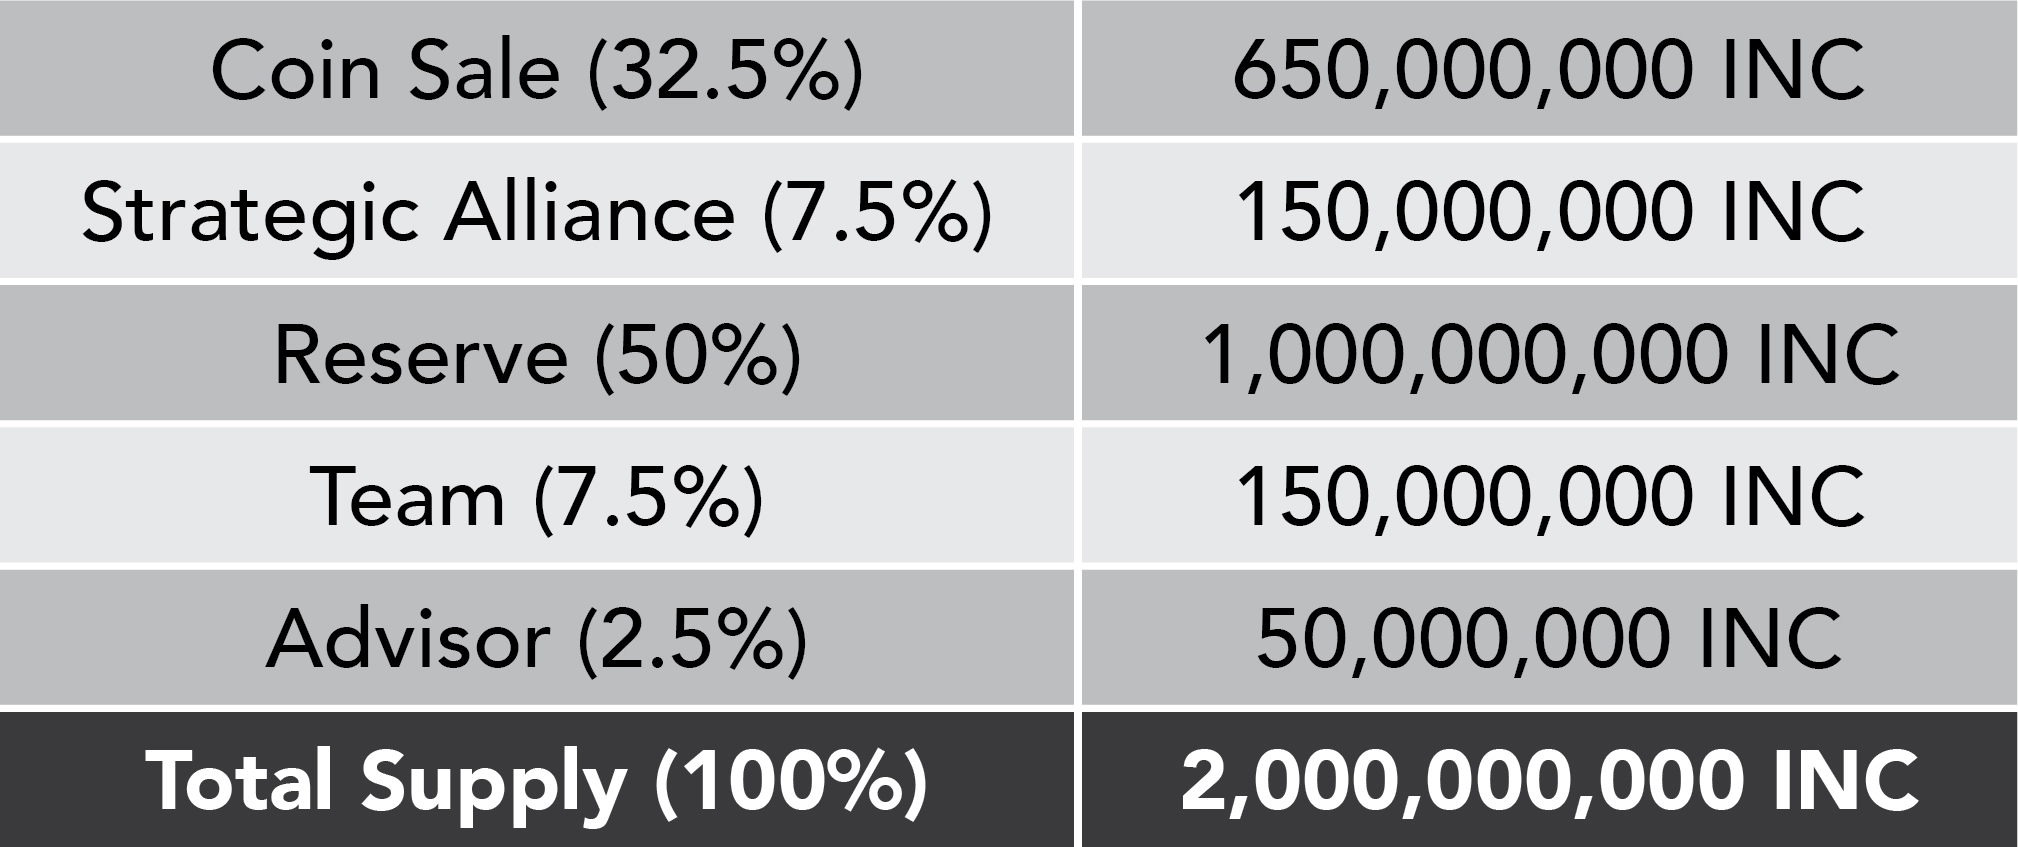 Coin Sale (32.5%) 650,000,000 INC
Strategic Alliance (7.5%) 150,000,000 INC
Reserve (50%) 1,000,000,000 INC
Team (7.5%) 150,000,000 INC
Advisor (2.5%) 50,000,000 INC
Total Supply (100%) 2,000,000,000 INC